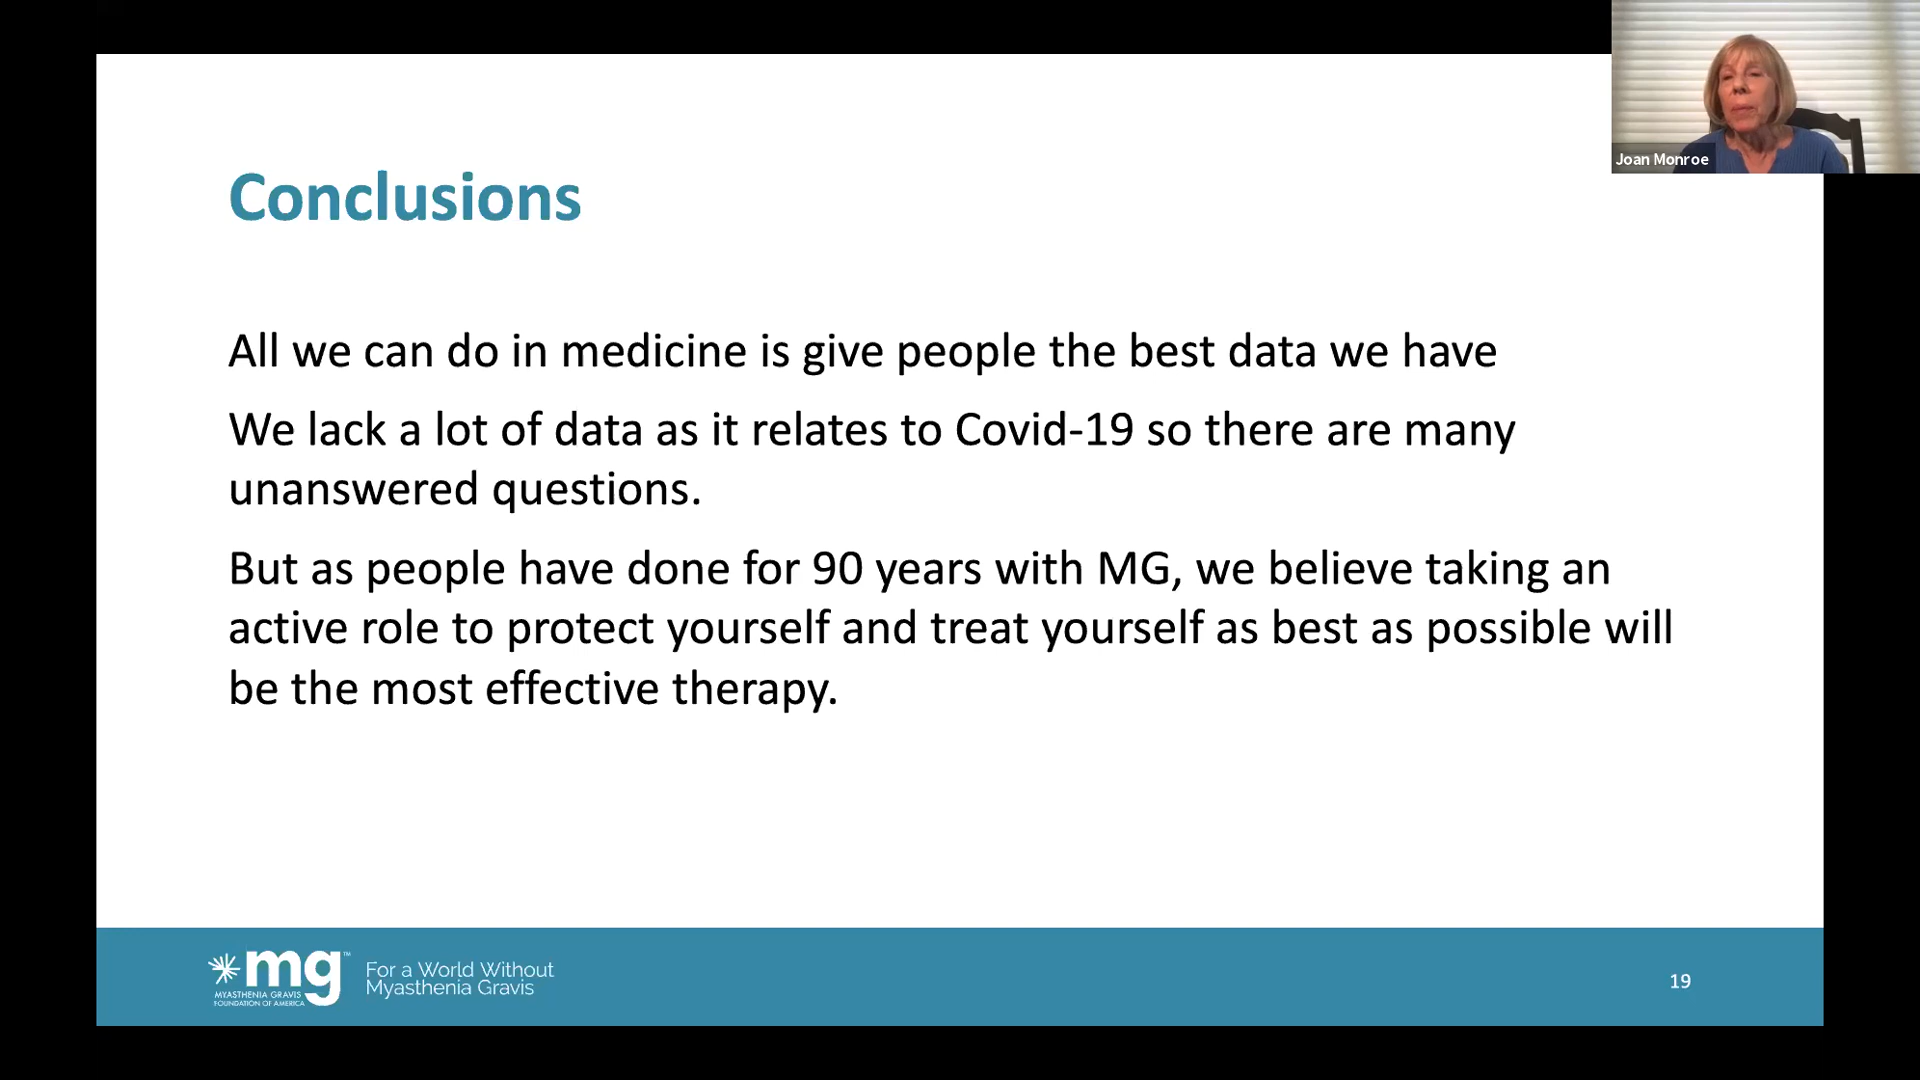 Joan Monroe
Conclusions
All we can do in medicine is give people the best data we have
We lack a lot of data as it relates to Covid-19 so there are many
unanswered questions.
But as people have done for 90 years with MG, we believe taking an
active role to protect yourself and treat yourself as best as possible will
be the most effective therapy.
mg™
MYASTHENIA GRAVIS
FOUNDATION OF AMERICA
For a World Without
Myasthenia Gravis
19